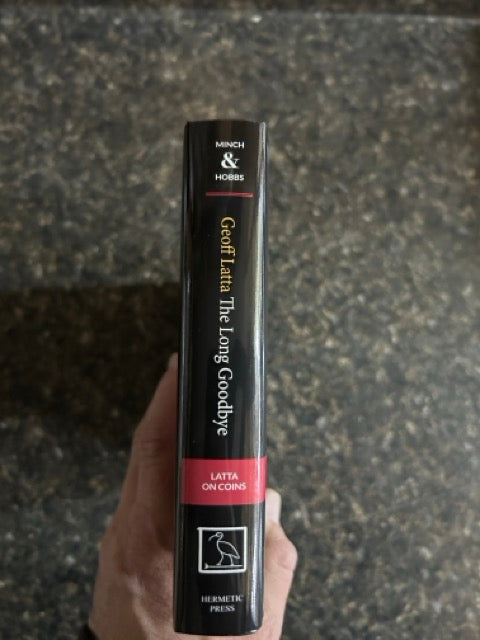 MINCH
&
HOBBS
Geoff Latta The Long Goodbye
LATTA
ON COINS
HERMETIC
PRESS